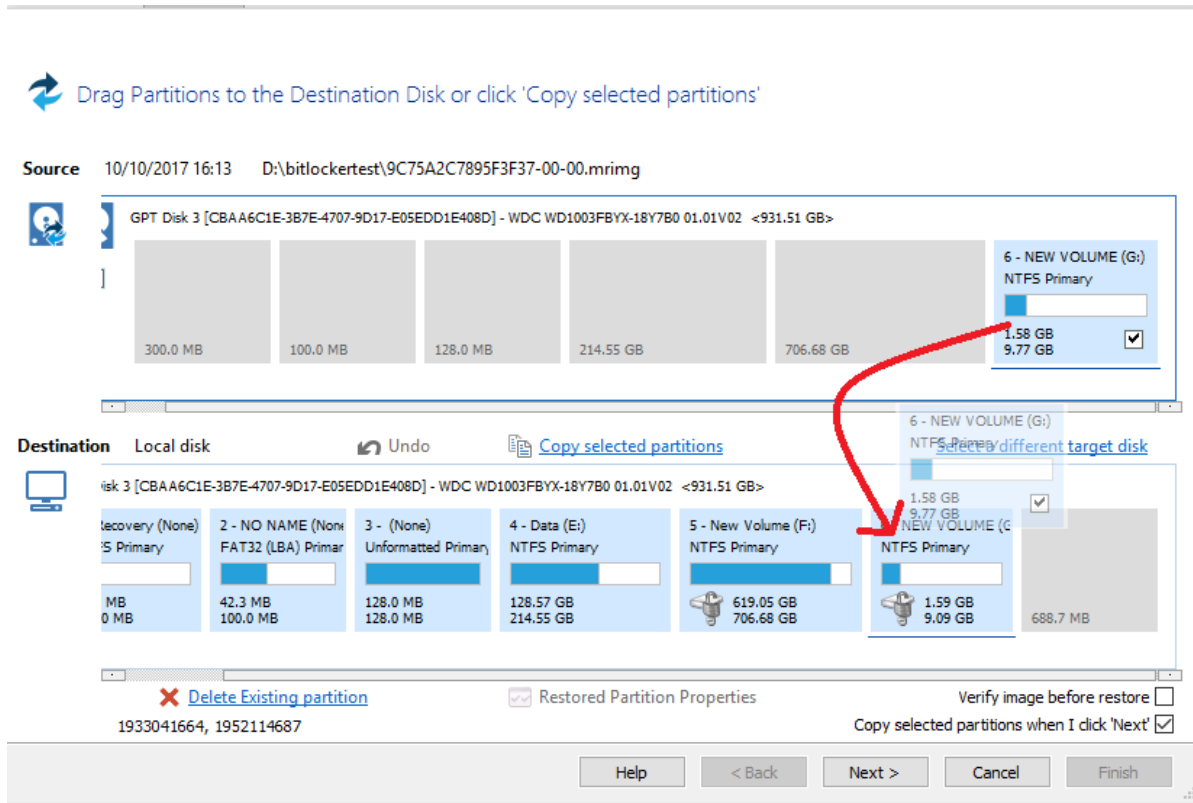 Drag Partitions to the Destination Disk or click 'Copy selected partitions'
Source 10/10/2017 16:13 D:\bitlockertest\9C75A2C7895F3F37-00-00.mrimg
GPT Disk 3 [CBAA6C1E-3B7E-4707-9D17-E05EDD1E408D] - WDC WD1003FBYX-18Y7B0 01.01V02 <931.51 GB>
]
300.0 MB
100.0 MB
128.0 MB
214.55 GB
706.68 GB
6 - NEW VOLUME (G:)
NTFS Primary
1.58 GB
9.77 GB
Destination Local disk Undo Copy selected partitions Select a different target disk
6 - NEW VOLUME (G:)
NTFS Primary
1.58 GB
9.77 GB
isk 3 [CBAA6C1E-3B7E-4707-9D17-E05EDD1E408D] - WDC WD1003FBYX-18Y7B0 01.01V02 <931.51 GB>
Recovery (None)
S Primary
MB
0 MB
2 - NO NAME (None
FAT32 (LBA) Primar
42.3 MB
100.0 MB
3 - (None)
Unformatted Primary
128.0 MB
128.0 MB
4 - Data (E:)
NTFS Primary
128.57 GB
214.55 GB
5 - New Volume (F:)
NTFS Primary
619.05 GB
706.68 GB
NEW VOLUME (G
NTFS Primary
1.59 GB
9.09 GB
688.7 MB
Delete Existing partition Restored Partition Properties Verify image before restore
1933041664, 1952114687 Copy selected partitions when I click 'Next'
Help < Back Next > Cancel Finish